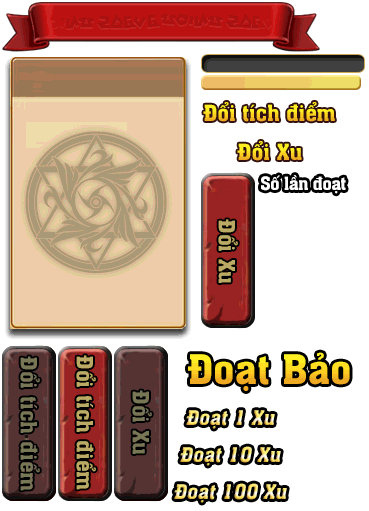 Đổi tích điểm
Đổi Xu
Số lần đoạt
Đổi Xu
Đổi tích điểm
Đổi tích điểm
Đổi Xu
Đoạt Bảo
Đoạt 1 Xu
Đoạt 10 Xu
Đoạt 100 Xu